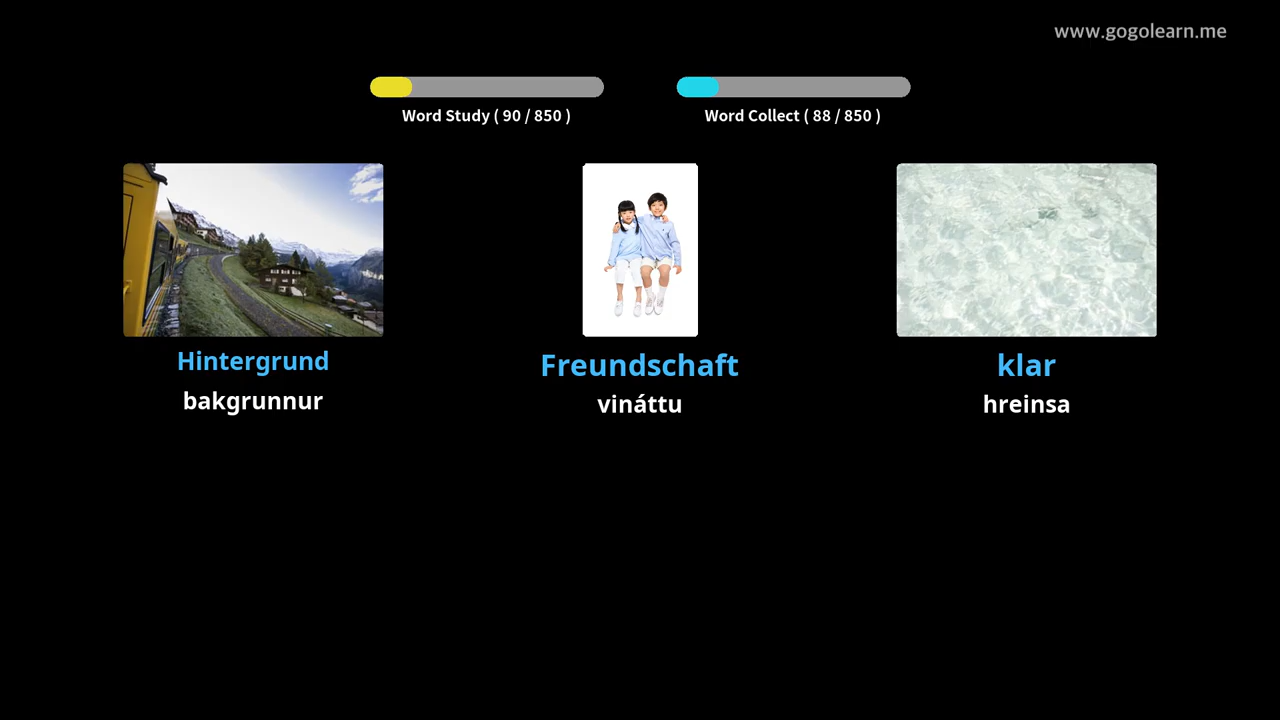 www.gogolearn.me
Word Study ( 90 / 850 )
Word Collect ( 88 / 850 )
Hintergrund
bakgrunnur
Freundschaft
vináttu
klar
hreinsa